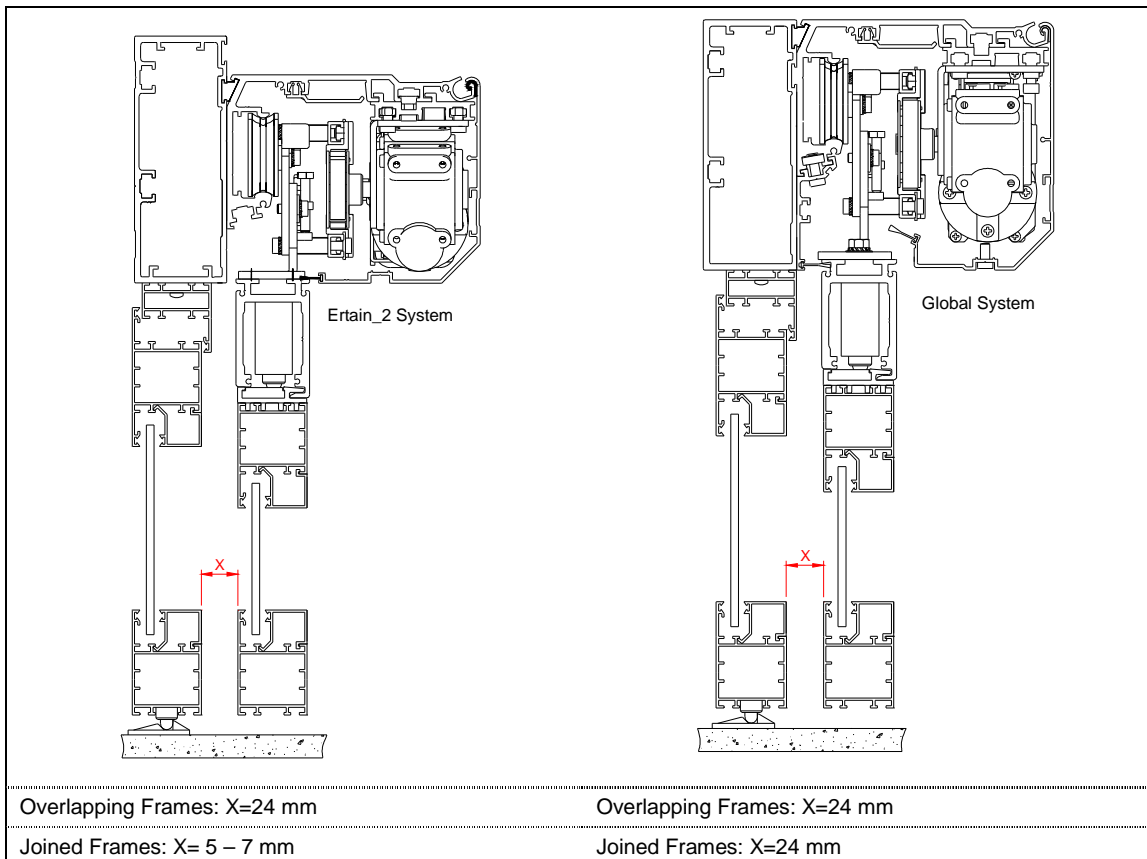 Ertain_2 System
Global System
X
X
Overlapping Frames: X=24 mm
Overlapping Frames: X=24 mm
Joined Frames: X= 5 – 7 mm
Joined Frames: X=24 mm